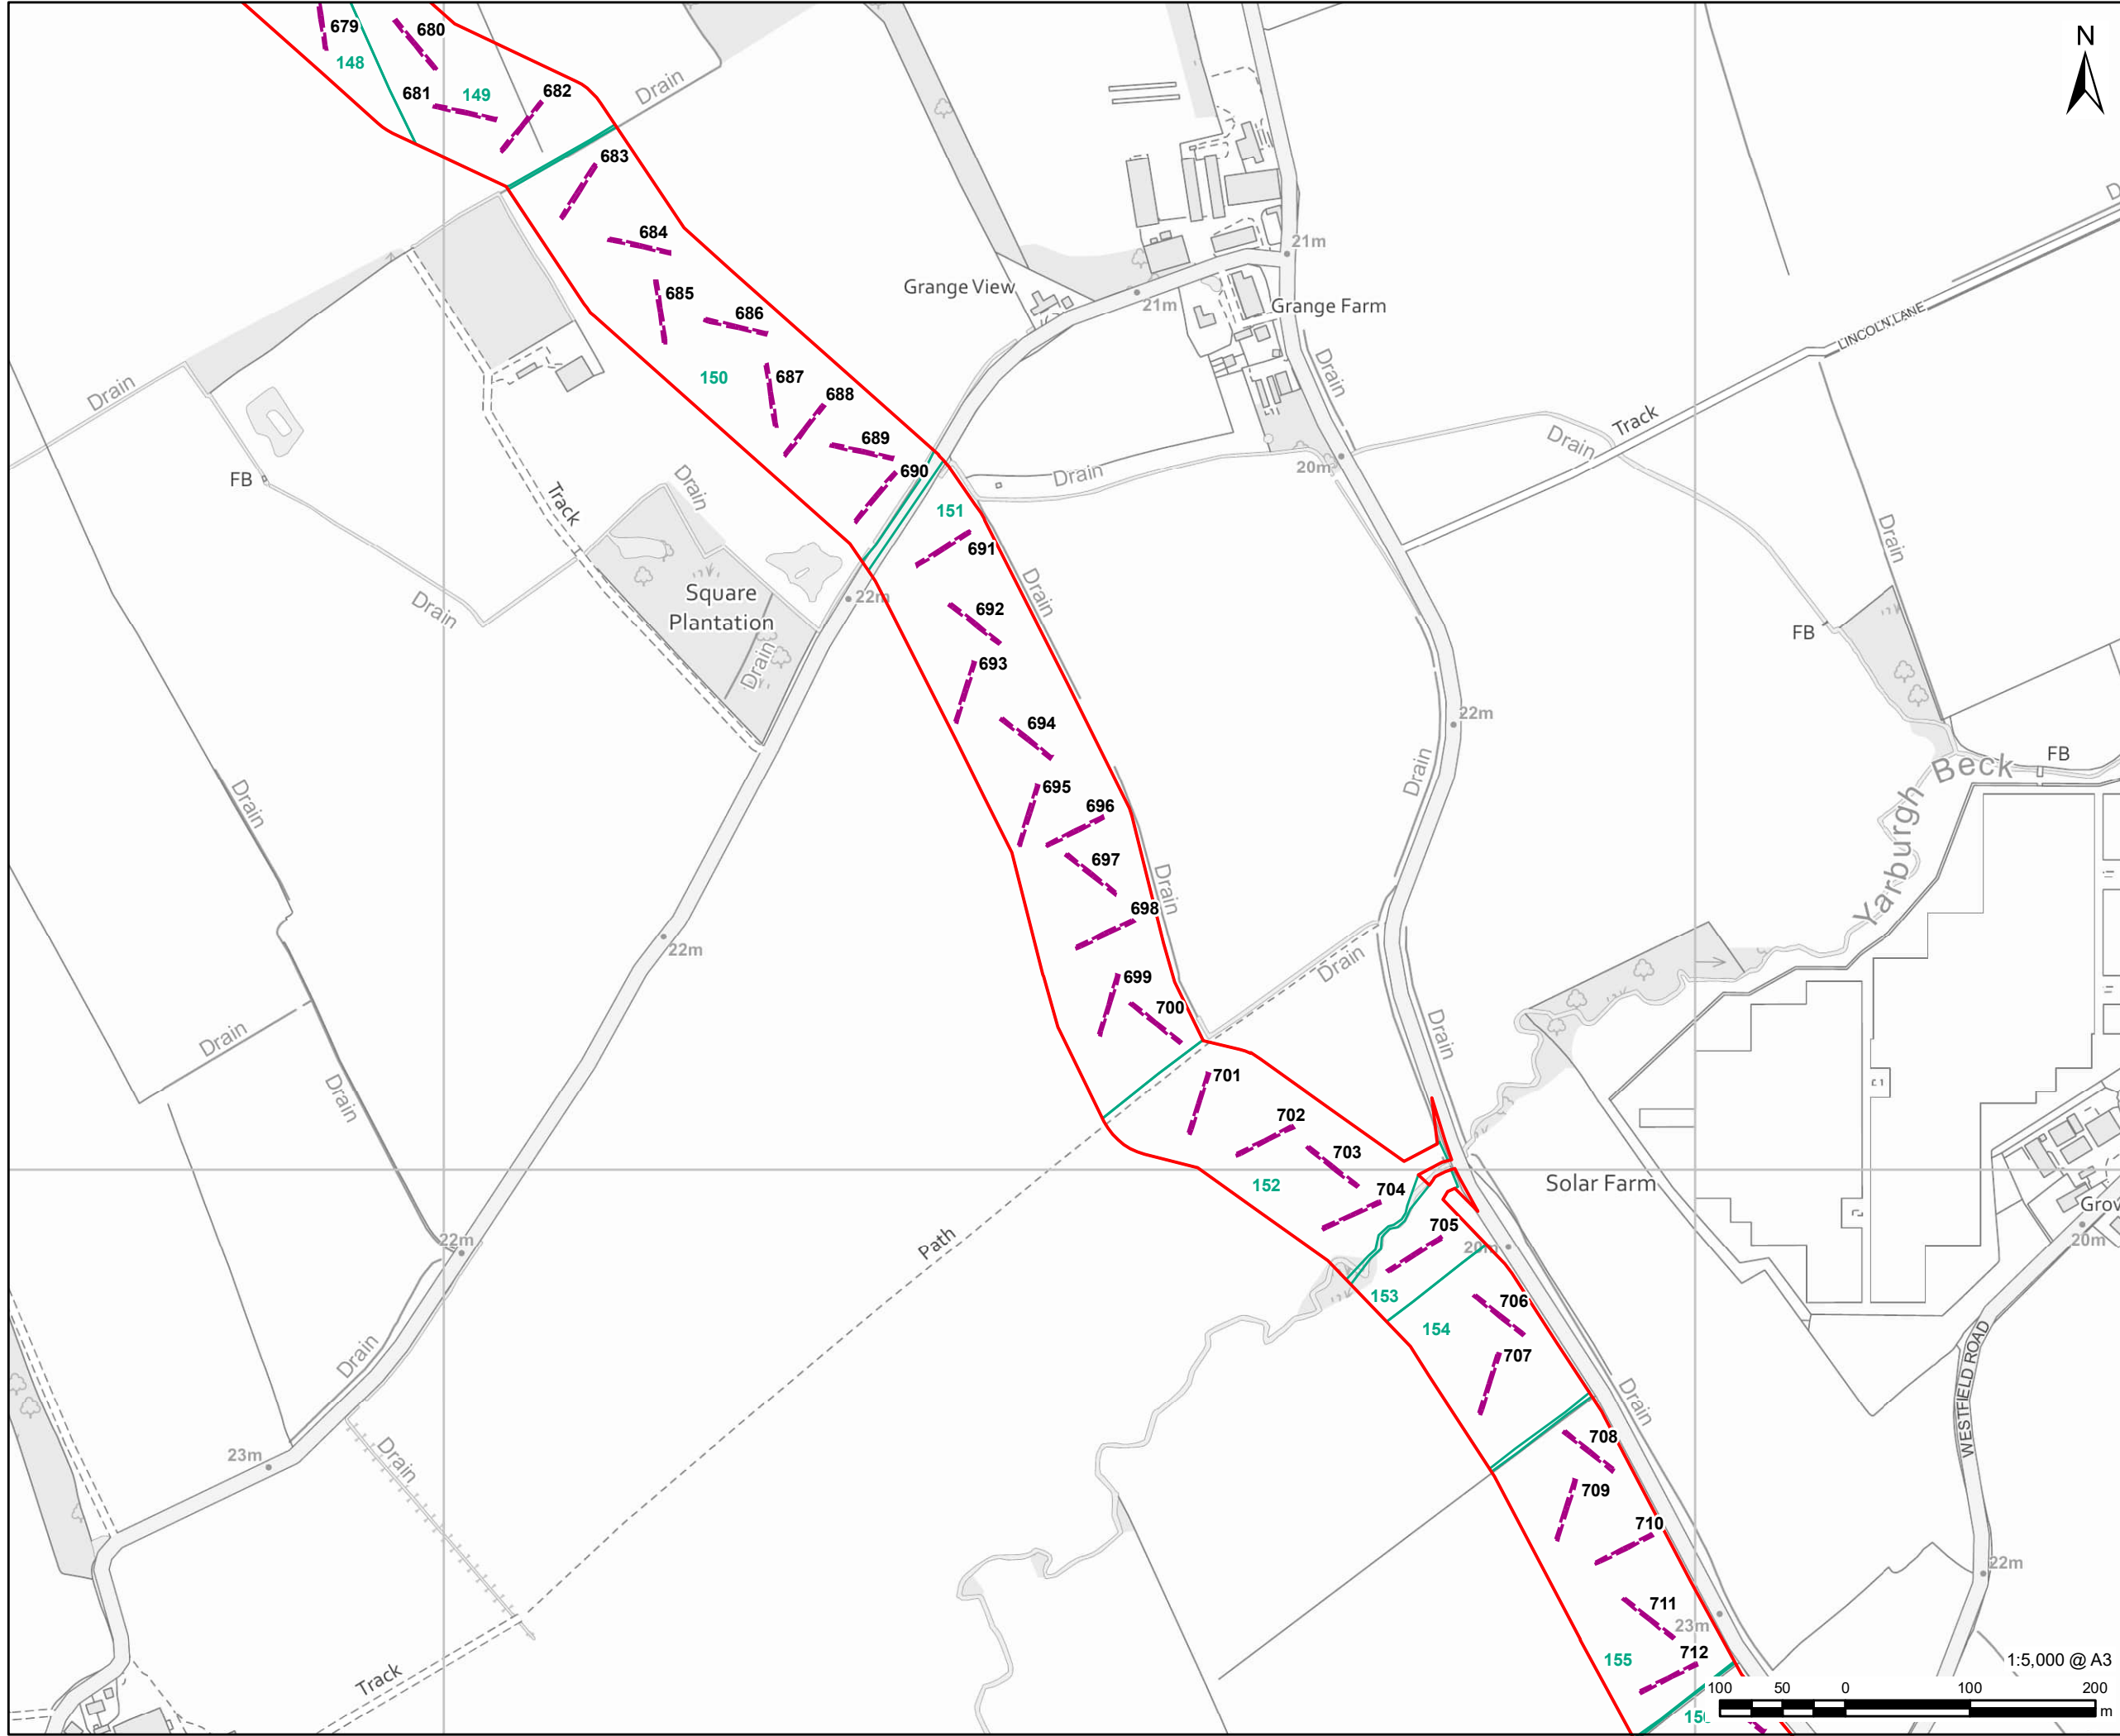 679
680
148
681
149
682
Drain
N
683
684
685
686
150
687
688
689
690
Grange View
21m
21m
Grange Farm
Drain
LINCOLN LANE
Track
Drain
Drain
20m
Drain
Drain
FB
Track
Drain
Drain
Square
Plantation
Drain
22m
151
691
692
693
694
695
696
697
698
699
700
Drain
Drain
Drain
FB
FB
Yarburgh Beck
22m
Drain
Drain
Drain
22m
Drain
Drain
Drain
701
702
703
704
152
705
20m
153
154
706
707
Solar Farm
Path
22m
Drain
Drain
23m
Drain
Track
WESTFIELD ROAD
20m
22m
708
709
710
711
23m
712
155
1:5,000 @ A3
100 50 0 100 200
m